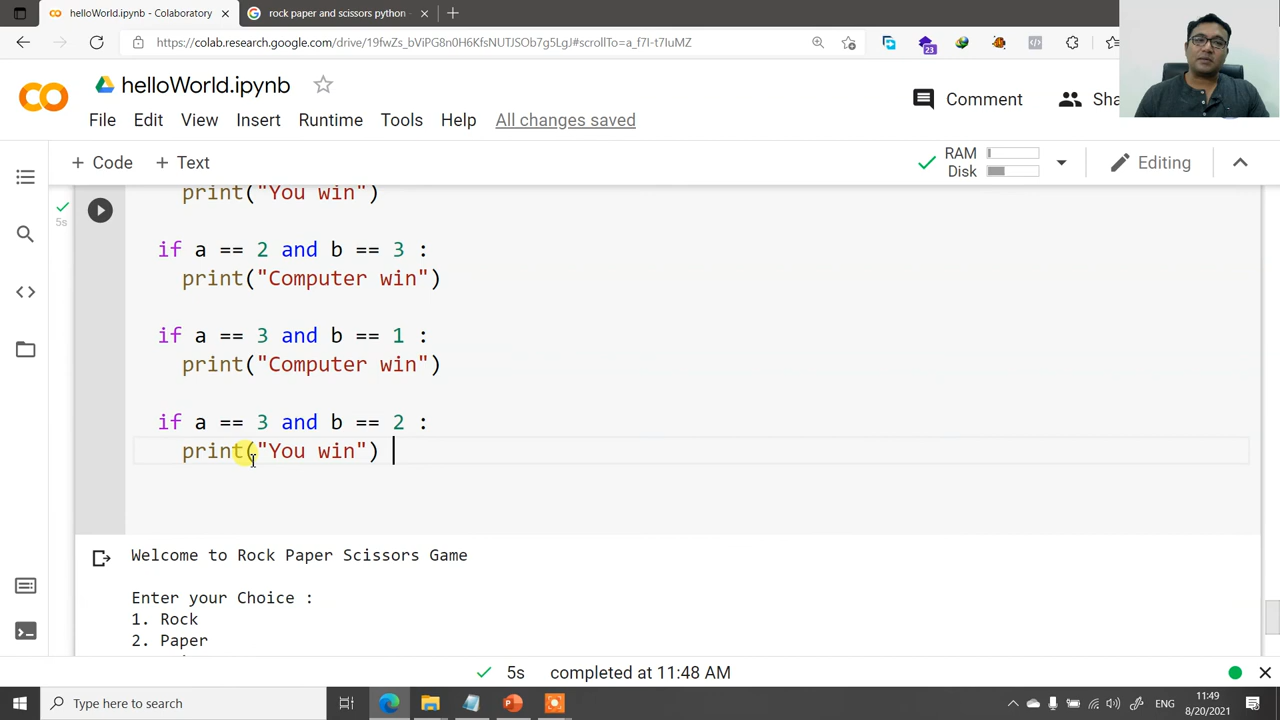 helloWorld.ipynb - Colaboratory
rock paper and scissors python
https://colab.research.google.com/drive/19fwZs_bViPG8n0H6KfsNUTJSOb7g5LgJ#scrollTo=a_f7I-t7IuMZ
23
CO helloWorld.ipynb
Comment
Sha
File Edit View Insert Runtime Tools Help All changes saved
+ Code + Text
RAM
Disk
Editing
5s
print("You win")
if a == 2 and b == 3 :
print("Computer win")
if a == 3 and b == 1 :
print("Computer win")
if a == 3 and b == 2 :
print("You win")
Welcome to Rock Paper Scissors Game
Enter your Choice :
1. Rock
2. Paper
5s completed at 11:48 AM
Type here to search
ENG
11:49
8/20/2021